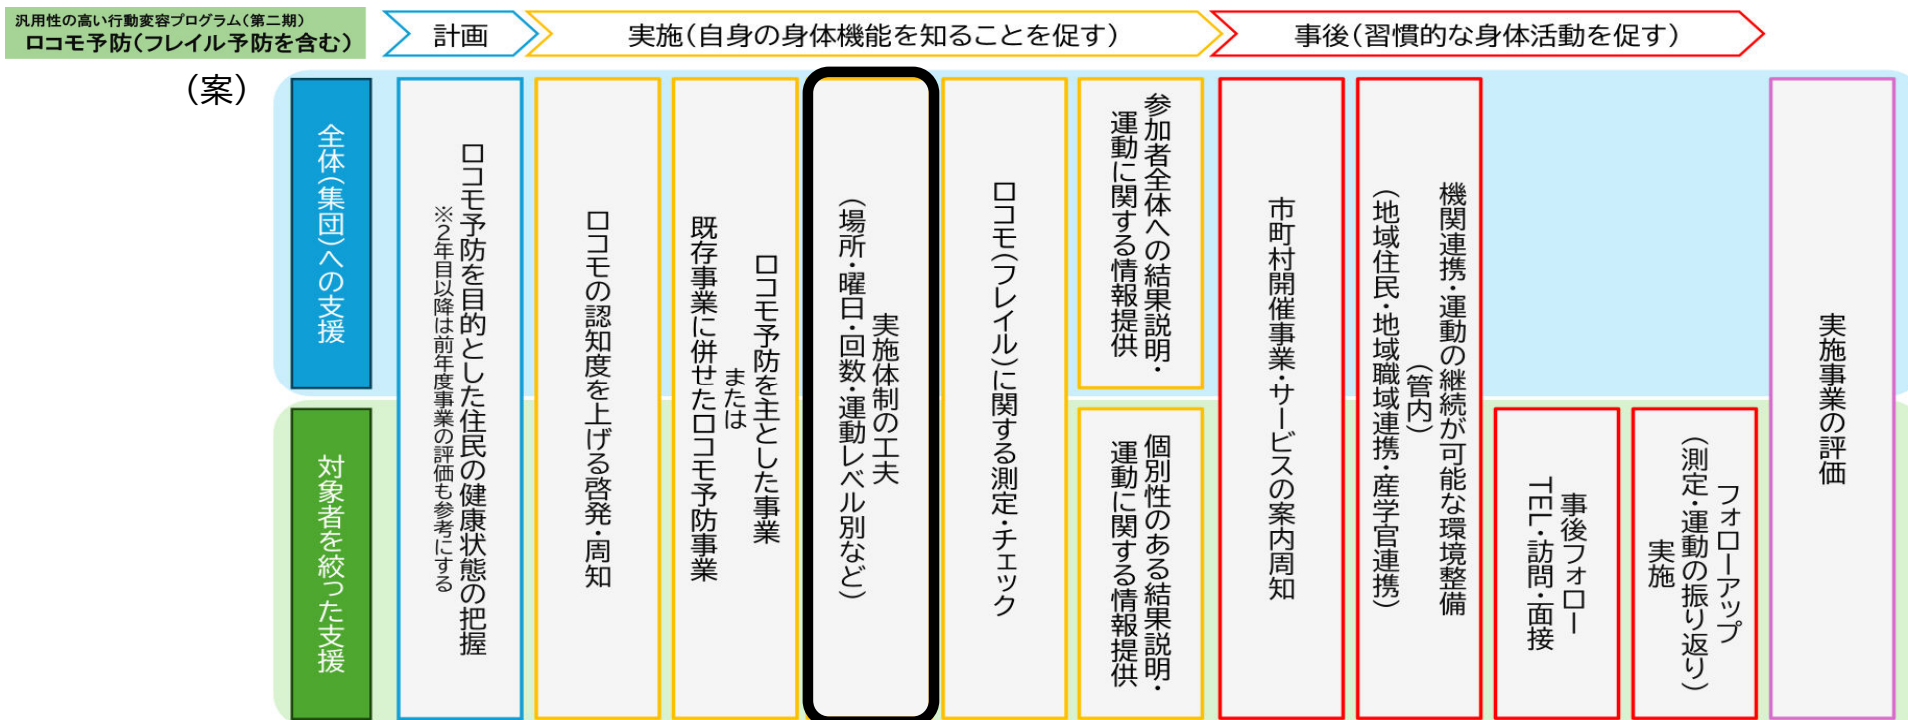 汎用性の高い行動変容プログラム(第二期)
ロコモ予防(フレイル予防を含む)
(案)
計画
実施(自身の身体機能を知ることを促す)
事後(習慣的な身体活動を促す)
全体(集団)への支援
対象者を絞った支援
ロコモ予防を目的とした住民の健康状態の把握
※2年目以降は前年度事業の評価も参考にする
ロコモの認知度を上げる啓発・周知
ロコモ予防を主とした事業
または
既存事業に併せたロコモ予防事業
実施体制の工夫
(場所・曜日・回数・運動レベル別など)
ロコモ(フレイル)に関する測定・チェック
参加者全体への結果説明・
運動に関する情報提供
個別性のある結果説明・
運動に関する情報提供
市町村開催事業・サービスの案内周知
機関連携・運動の継続が可能な環境整備
(管内)
(地域住民・地域職域連携・産学官連携)
事後フォロー
TEL・訪問・面接
フォローアップ
(測定・運動の振り返り)
実施
実施事業の評価